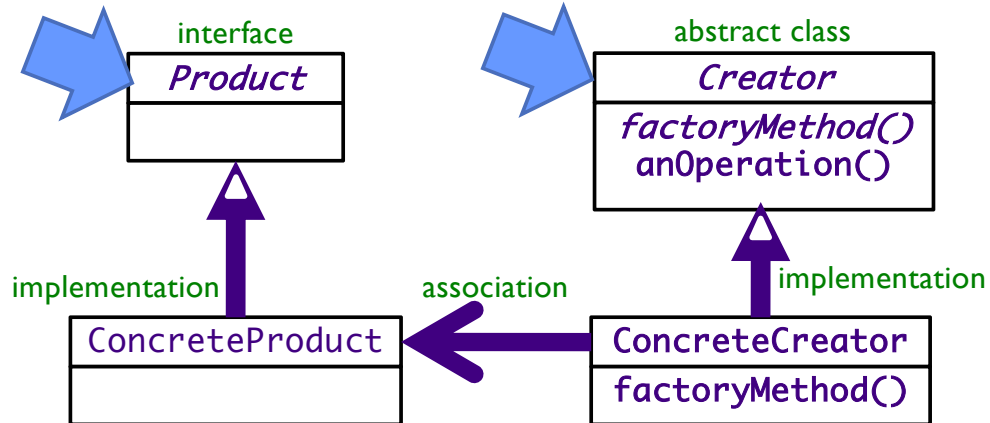 interface
Product
abstract class
Creator
factoryMethod()
anOperation()
implementation
association
implementation
ConcreteProduct
ConcreteCreator
factoryMethod()